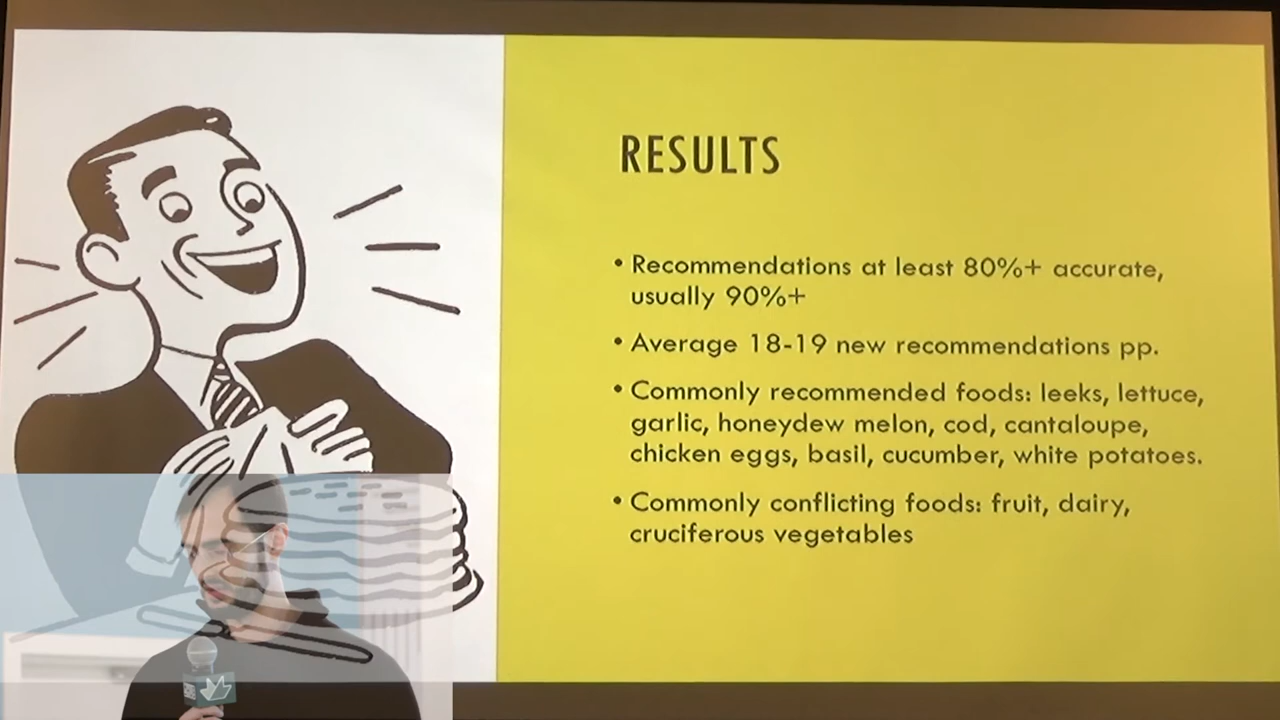 RESULTS
• Recommendations at least 80%+ accurate,
usually 90%+
• Average 18-19 new recommendations pp.
• Commonly recommended foods: leeks, lettuce,
garlic, honeydew melon, cod, cantaloupe,
chicken eggs, basil, cucumber, white potatoes.
• Commonly conflicting foods: fruit, dairy,
cruciferous vegetables